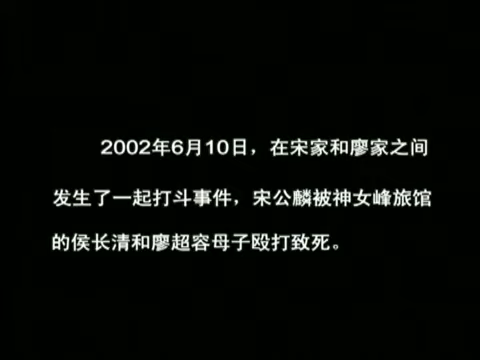 2002年6月10日，在宋家和廖家之间
发生了一起打斗事件，宋公麟被神女峰旅馆
的侯长清和廖超容母子殴打致死。